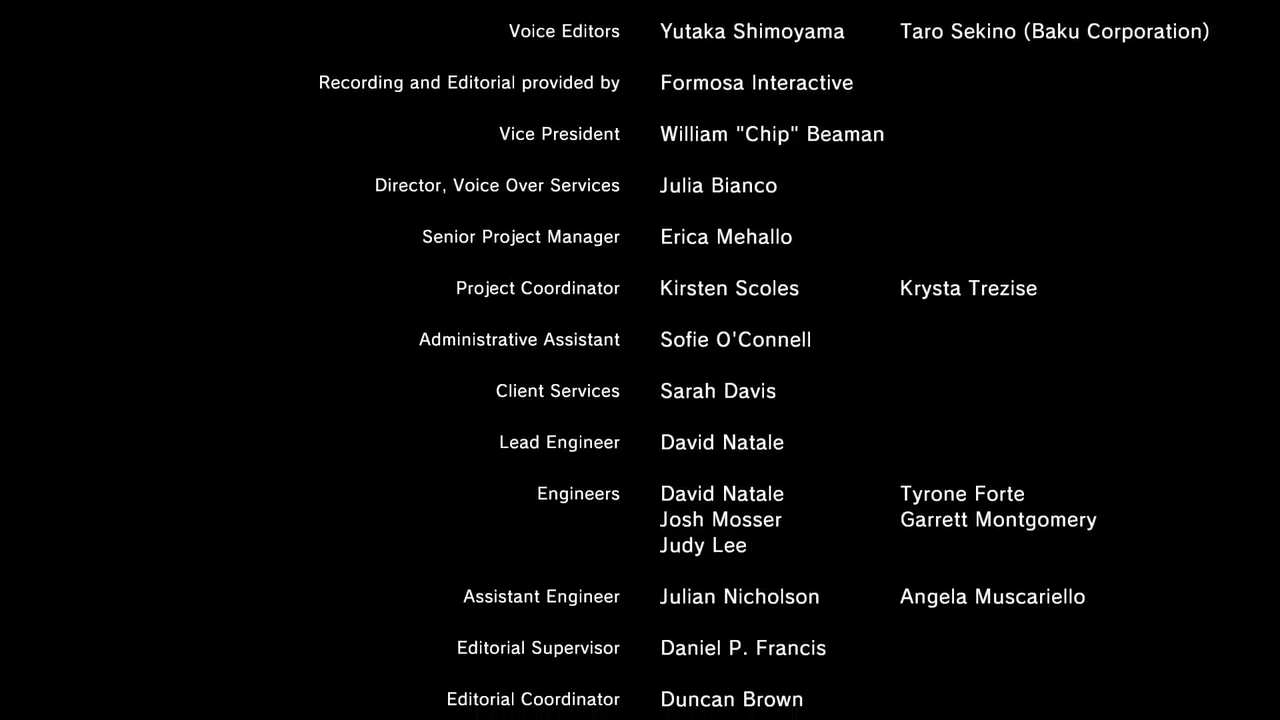 Voice Editors Yutaka Shimoyama Taro Sekino (Baku Corporation)
Recording and Editorial provided by Formosa Interactive
Vice President William "Chip" Beaman
Director, Voice Over Services Julia Bianco
Senior Project Manager Erica Mehallo
Project Coordinator Kirsten Scoles Krysta Trezise
Administrative Assistant Sofie O'Connell
Client Services Sarah Davis
Lead Engineer David Natale
Engineers David Natale Tyrone Forte
Josh Mosser Garrett Montgomery
Judy Lee
Assistant Engineer Julian Nicholson Angela Muscariello
Editorial Supervisor Daniel P. Francis
Editorial Coordinator Duncan Brown